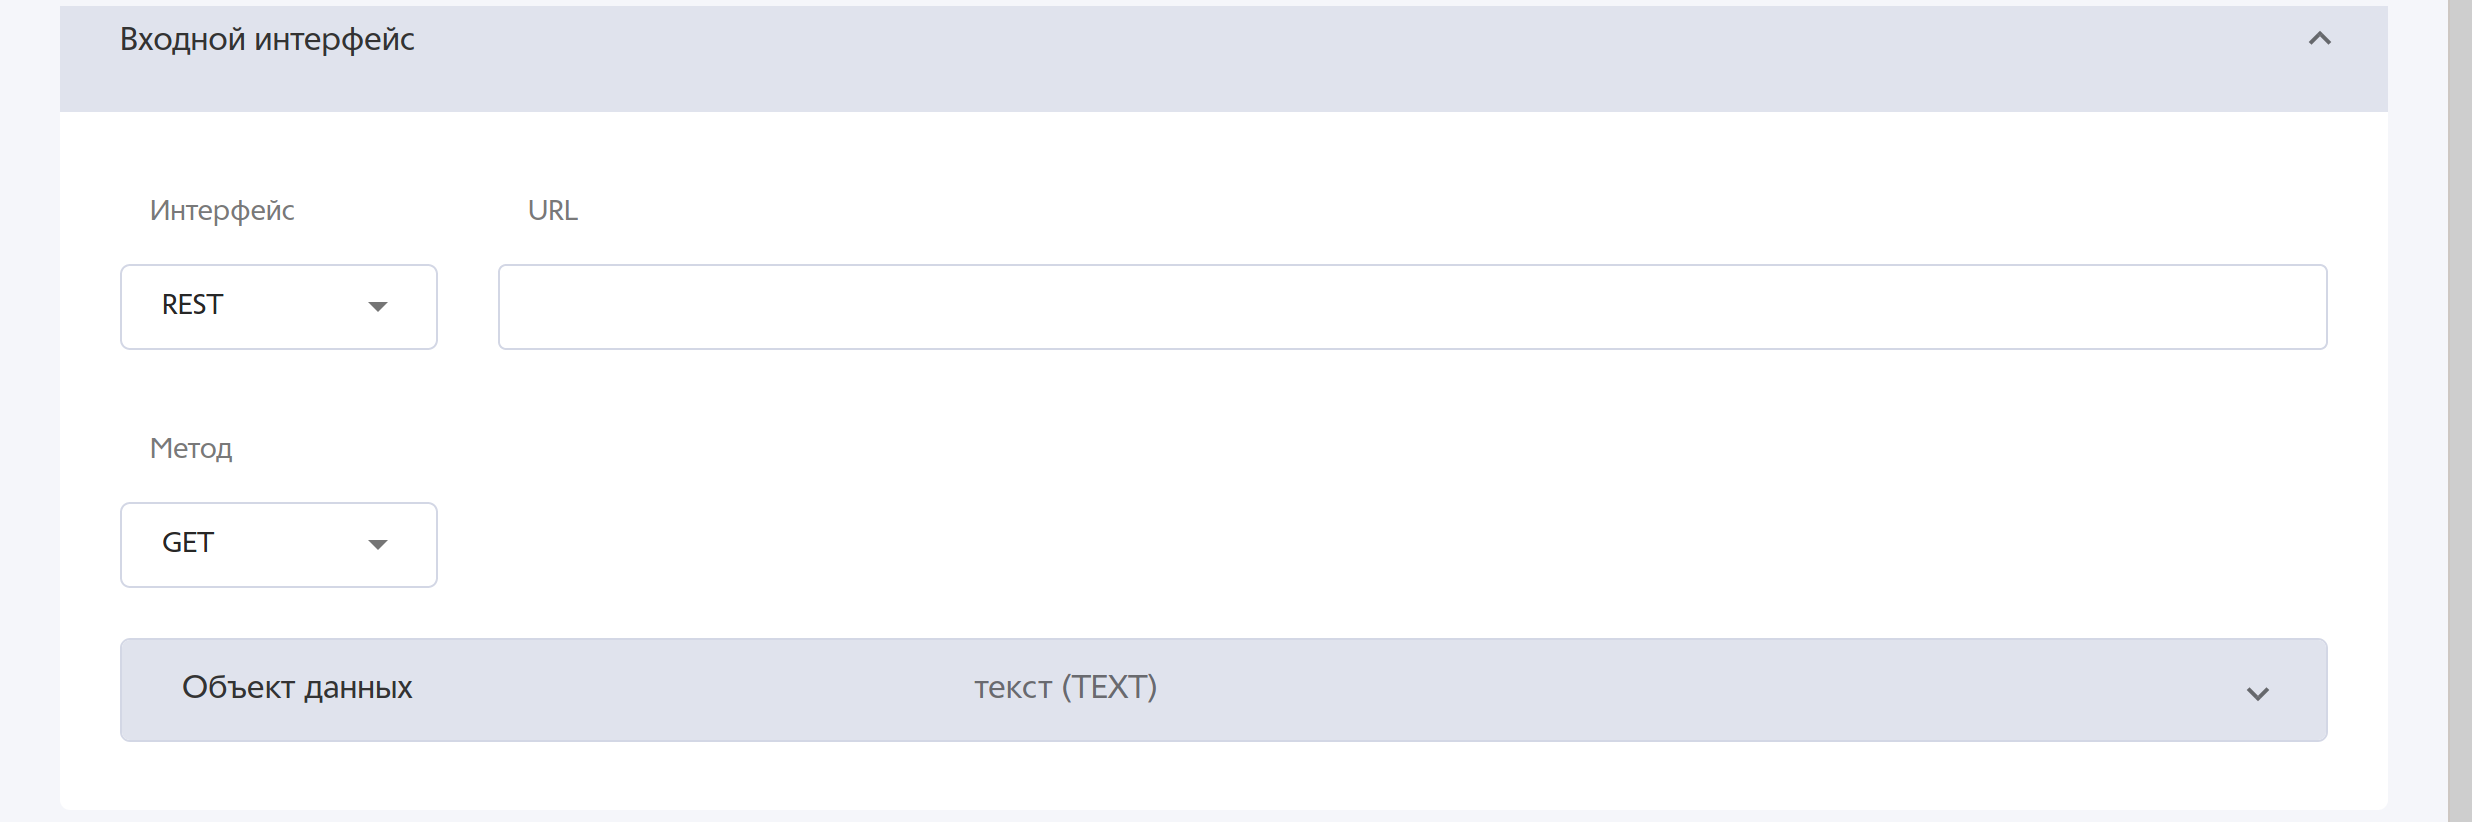 Входной интерфейс
Интерфейс URL
REST
Метод
GET
Объект данных текст (TEXT)